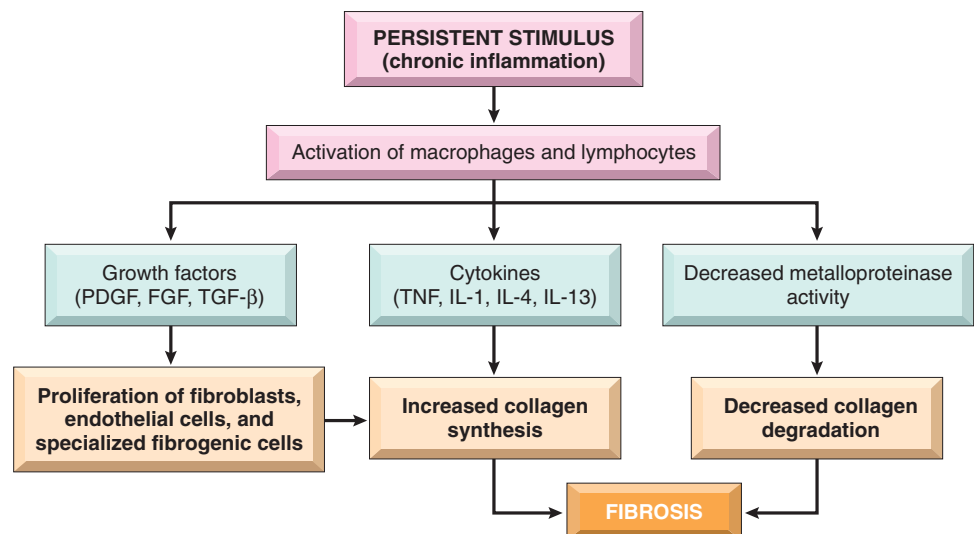 PERSISTENT STIMULUS
(chronic inflammation)
Activation of macrophages and lymphocytes
Growth factors
(PDGF, FGF, TGF-β)
Cytokines
(TNF, IL-1, IL-4, IL-13)
Decreased metalloproteinase
activity
Proliferation of fibroblasts,
endothelial cells, and
specialized fibrogenic cells
Increased collagen
synthesis
Decreased collagen
degradation
FIBROSIS